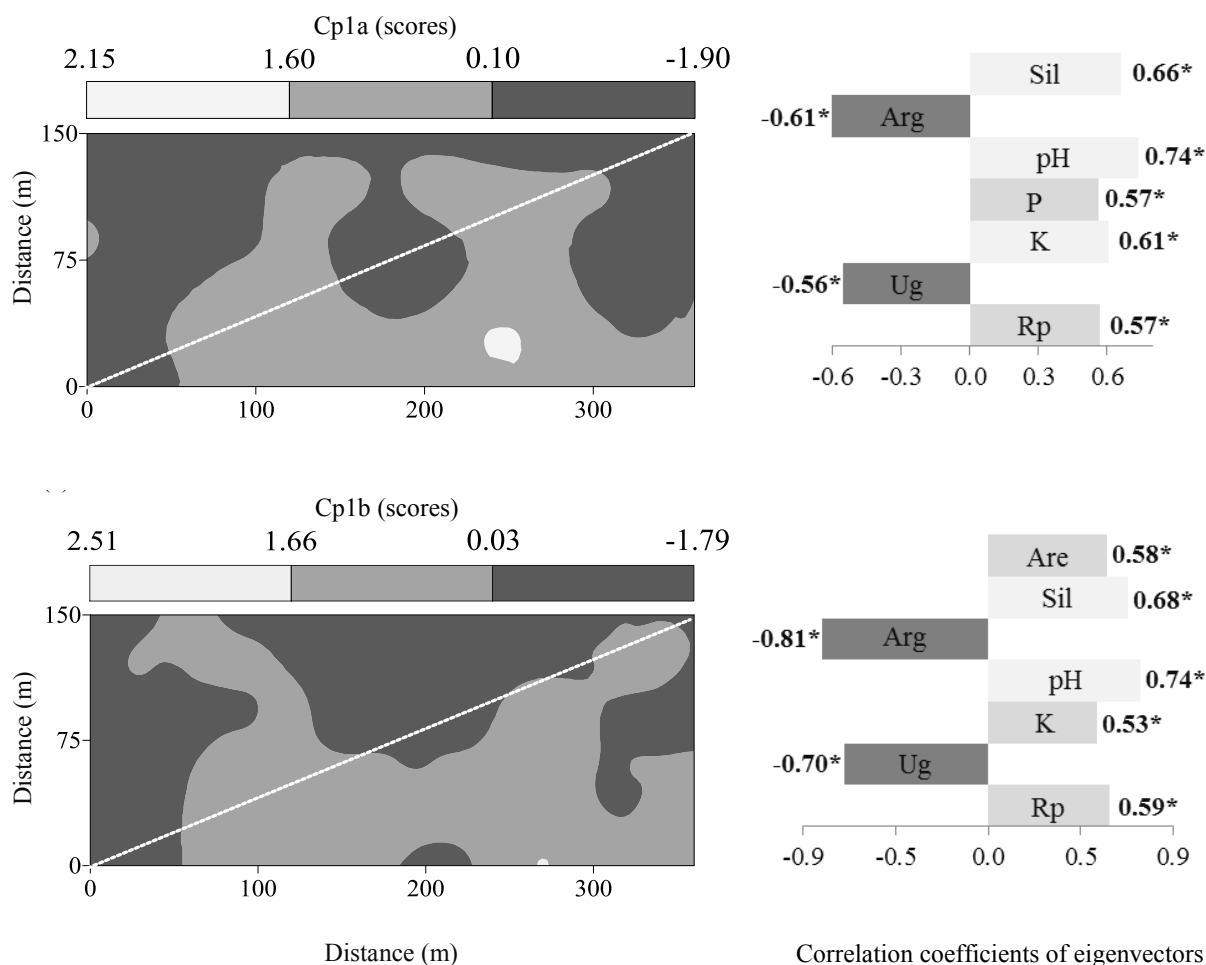 Cp1a (scores)
2.15 1.60 0.10 -1.90
Distance (m)
150
75
0
0 100 200 300
Sil 0.66*
-0.61* Arg
pH 0.74*
P 0.57*
K 0.61*
-0.56* Ug
Rp 0.57*
-0.6 -0.3 0.0 0.3 0.6
Cp1b (scores)
2.51 1.66 0.03 -1.79
Distance (m)
150
75
0
0 100 200 300
Are 0.58*
Sil 0.68*
-0.81* Arg
pH 0.74*
K 0.53*
-0.70* Ug
Rp 0.59*
-0.9 -0.5 0.0 0.5 0.9
Distance (m)
Correlation coefficients of eigenvectors